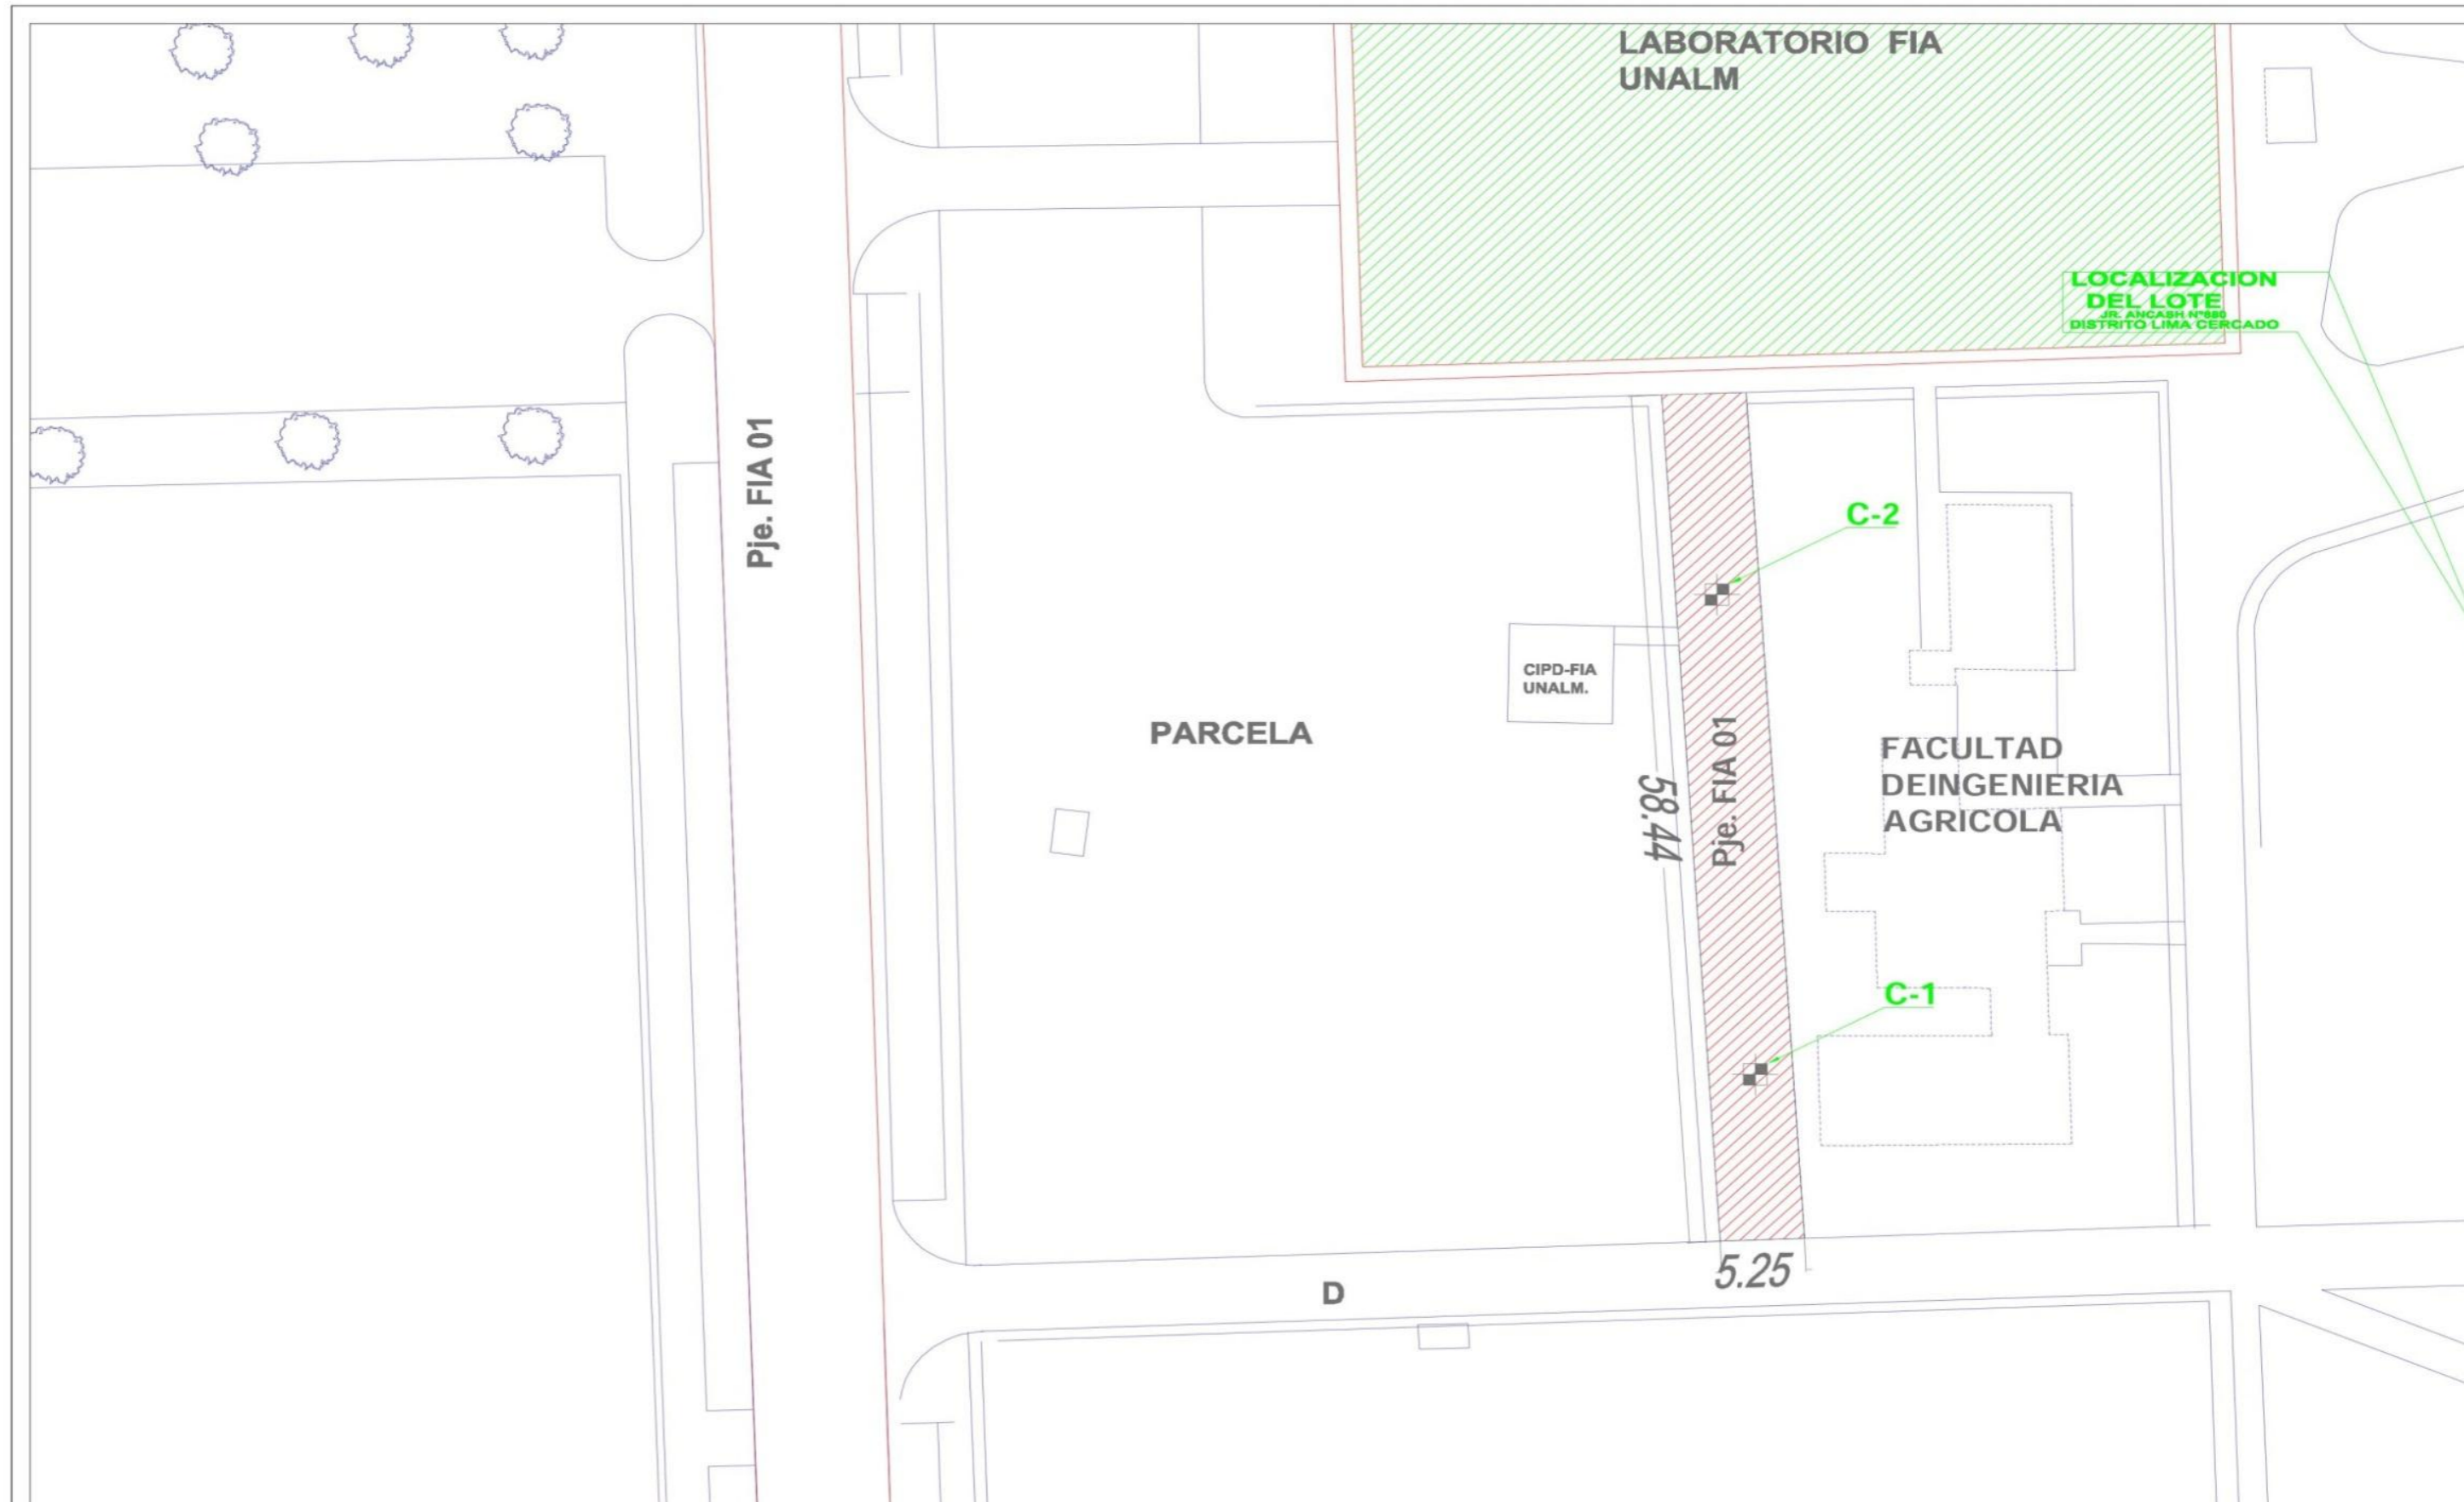 LABORATORIO FIA
UNALM
LOCALIZACION
DEL LOTE
JR. ANCASH N°880
DISTRITO LIMA CERCADO
Pje. FIA 01
C-2
CIPD-FIA
UNALM.
PARCELA
58.44
Pje. FIA 01
FACULTAD
DEINGENIERIA
AGRICOLA
C-1
5.25
D